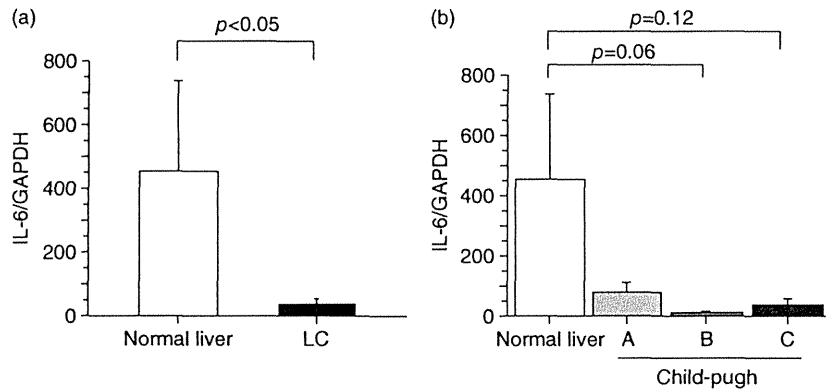 (a)
p<0.05
800
600
400
200
0
IL-6/GAPDH
Normal liver LC
(b)
p=0.12
p=0.06
800
600
400
200
0
IL-6/GAPDH
Normal liver A B C
Child-pugh